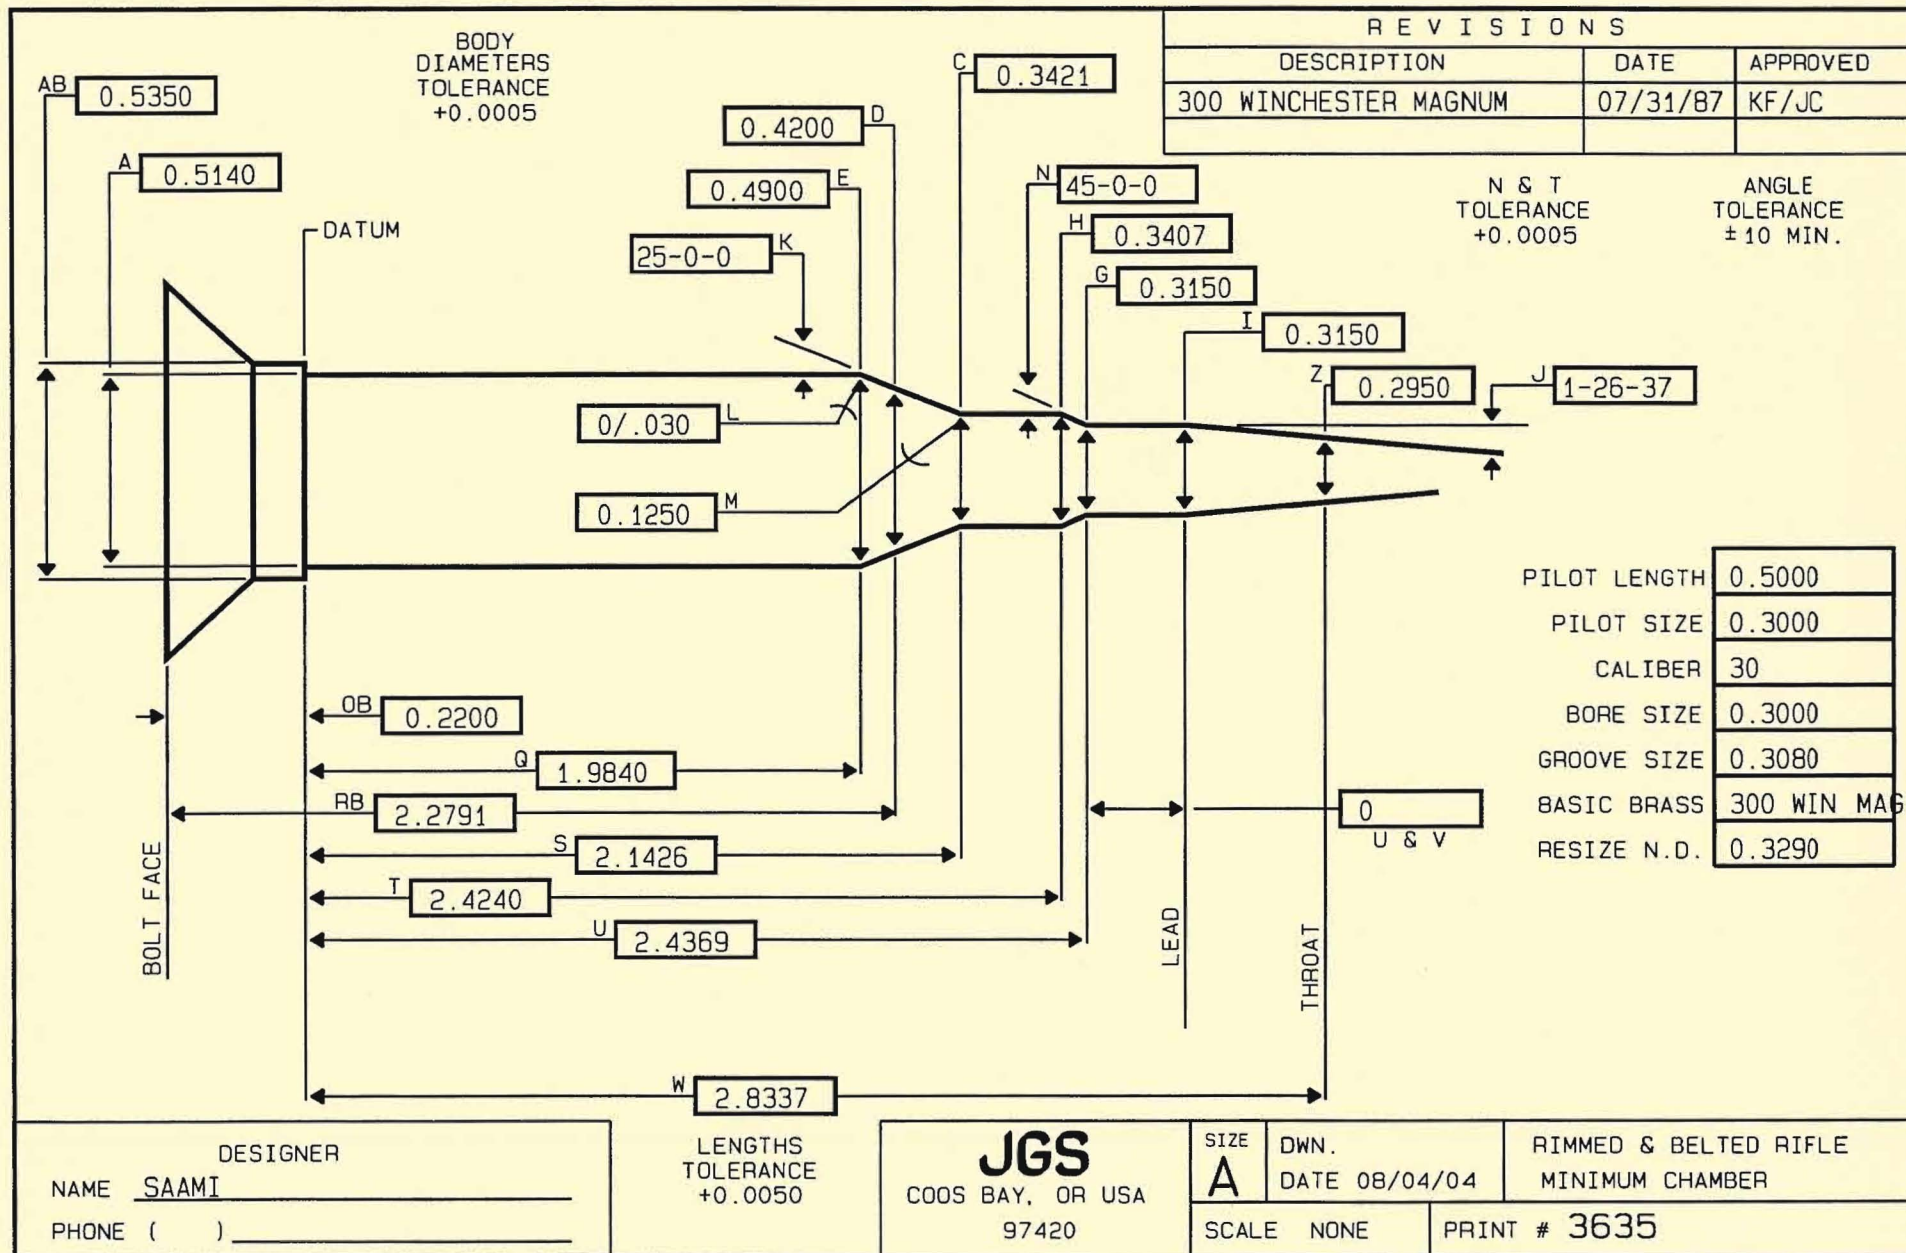 REVISIONS
DESCRIPTION DATE APPROVED
300 WINCHESTER MAGNUM 07/31/87 KF/JC
BODY
DIAMETERS
TOLERANCE
+0.0005
AB 0.5350
A 0.5140
DATUM
C 0.3421
0.4200 D
0.4900 E
25-0-0 K
N 45-0-0
H 0.3407
G 0.3150
I 0.3150
Z 0.2950
J 1-26-37
N & T
TOLERANCE
+0.0005
ANGLE
TOLERANCE
±10 MIN.
0/.030 L
0.1250 M
OB 0.2200
Q 1.9840
RB 2.2791
S 2.1426
T 2.4240
U 2.4369
W 2.8337
0
U & V
BOLT FACE
LEAD
THROAT
PILOT LENGTH 0.5000
PILOT SIZE 0.3000
CALIBER 30
BORE SIZE 0.3000
GROOVE SIZE 0.3080
BASIC BRASS 300 WIN MAG
RESIZE N.D. 0.3290
DESIGNER
NAME SAAMI
PHONE ( )
LENGTHS
TOLERANCE
+0.0050
JGS
COOS BAY, OR USA
97420
SIZE
A
DWN.
DATE 08/04/04
RIMMED & BELTED RIFLE
MINIMUM CHAMBER
SCALE NONE
PRINT # 3635